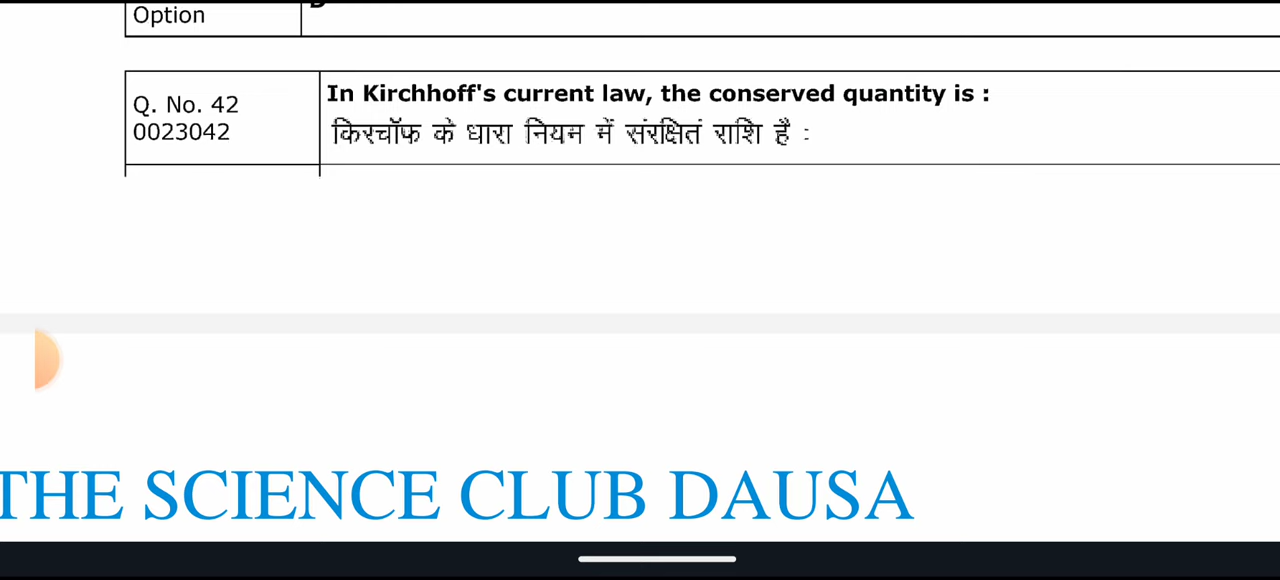 Option
Q. No. 42
0023042
In Kirchhoff's current law, the conserved quantity is :
किरचॉफ के धारा नियम में संरक्षित राशि है :
THE SCIENCE CLUB DAUSA